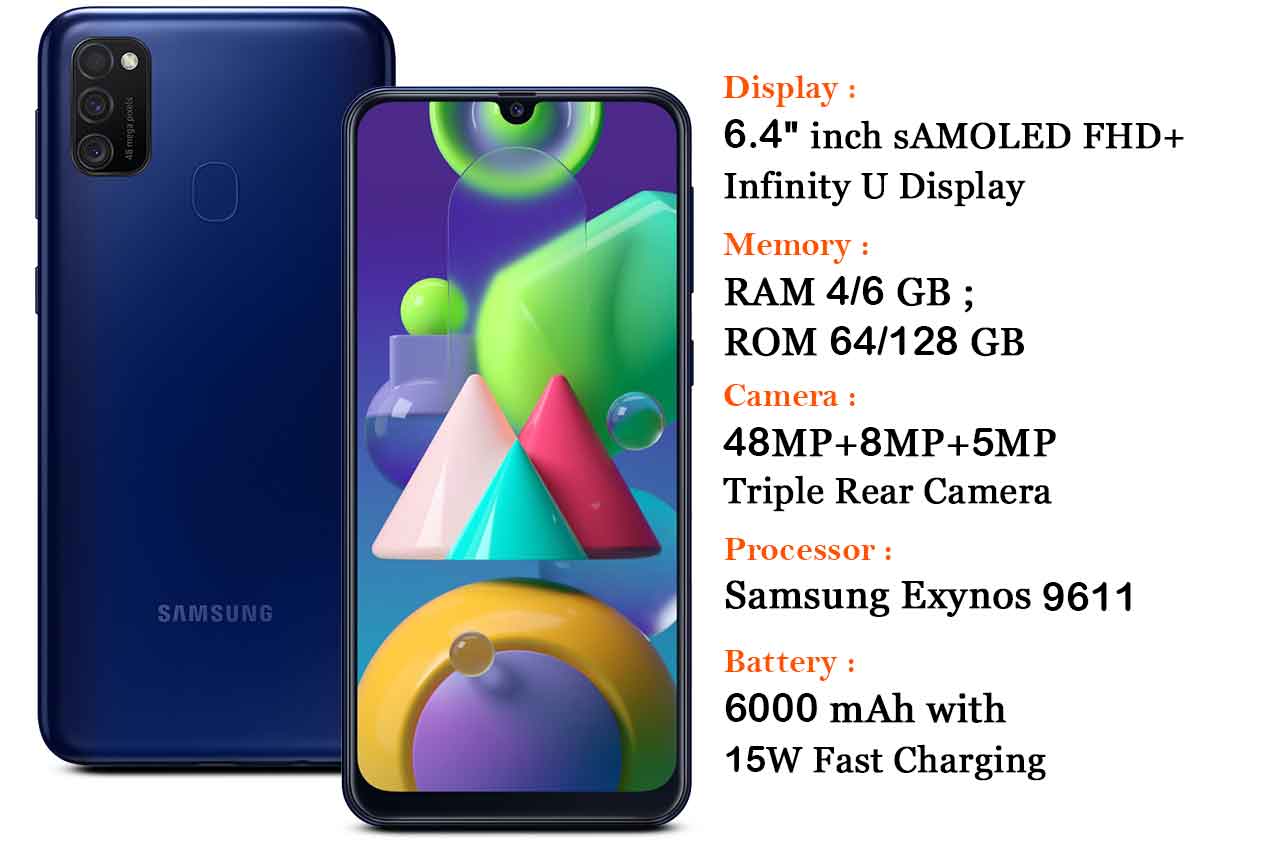 48 mega pixels
SAMSUNG
Display :
6.4" inch sAMOLED FHD+
Infinity U Display
Memory :
RAM 4/6 GB ;
ROM 64/128 GB
Camera :
48MP+8MP+5MP
Triple Rear Camera
Processor :
Samsung Exynos 9611
Battery :
6000 mAh with
15W Fast Charging